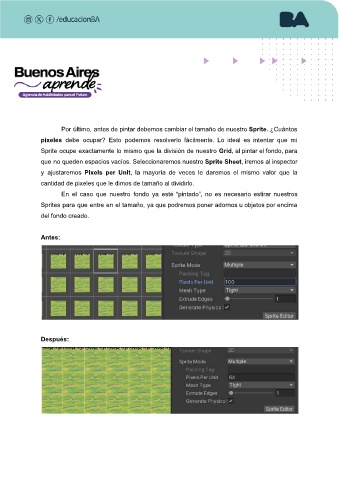 /educacionBA
BA
Buenos Aires
aprende
Agencia de Habilidades para el Futuro
Por último, antes de pintar debemos cambiar el tamaño de nuestro Sprite. ¿Cuántos
pixeles debe ocupar? Esto podemos resolverlo fácilmente. Lo ideal es intentar que mi
Sprite ocupe exactamente lo mismo que la división de nuestro Grid, al pintar el fondo, para
que no queden espacios vacíos. Seleccionaremos nuestro Sprite Sheet, iremos al inspector
y ajustaremos Pixels per Unit, la mayoría de veces le daremos el mismo valor que la
cantidad de pixeles que le dimos de tamaño al dividirlo.
En el caso que nuestro fondo ya esté "pintado", no es necesario estirar nuestros
Sprites para que entre en el tamaño, ya que podremos poner adornos u objetos por encima
del fondo creado.
Antes:
Texture Shape 2D
Sprite Mode Multiple
Packing Tag
Pixels Per Unit 100
Mesh Type Tight
Extrude Edges 1
Generate Physics
Sprite Editor
Después:
Texture Shape 2D
Sprite Mode Multiple
Packing Tag
Pixels Per Unit 64
Mesh Type Tight
Extrude Edges 1
Generate Physics
Sprite Editor